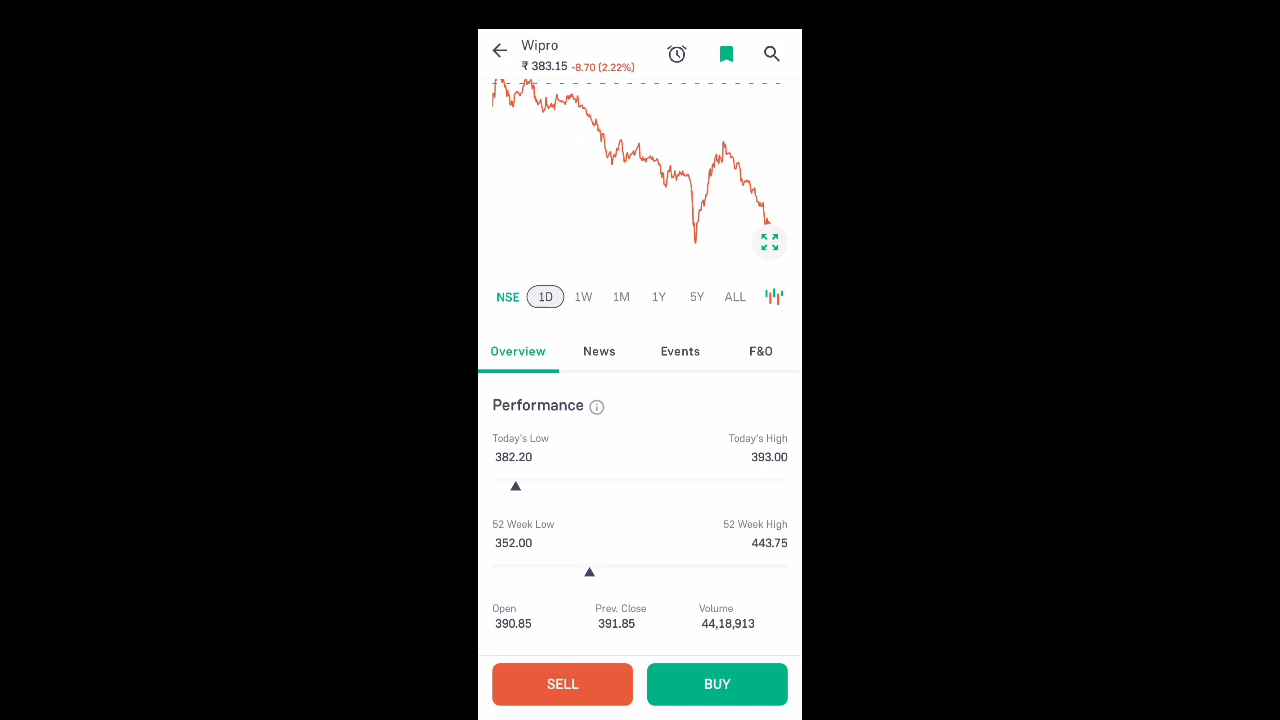 Wipro
₹ 383.15 -8.70 (2.22%)
NSE 1D 1W 1M 1Y 5Y ALL
Overview News Events F&O
Performance
Today's Low Today's High
382.20 393.00
52 Week Low 52 Week High
352.00 443.75
Open Prev. Close Volume
390.85 391.85 44,18,913
SELL BUY